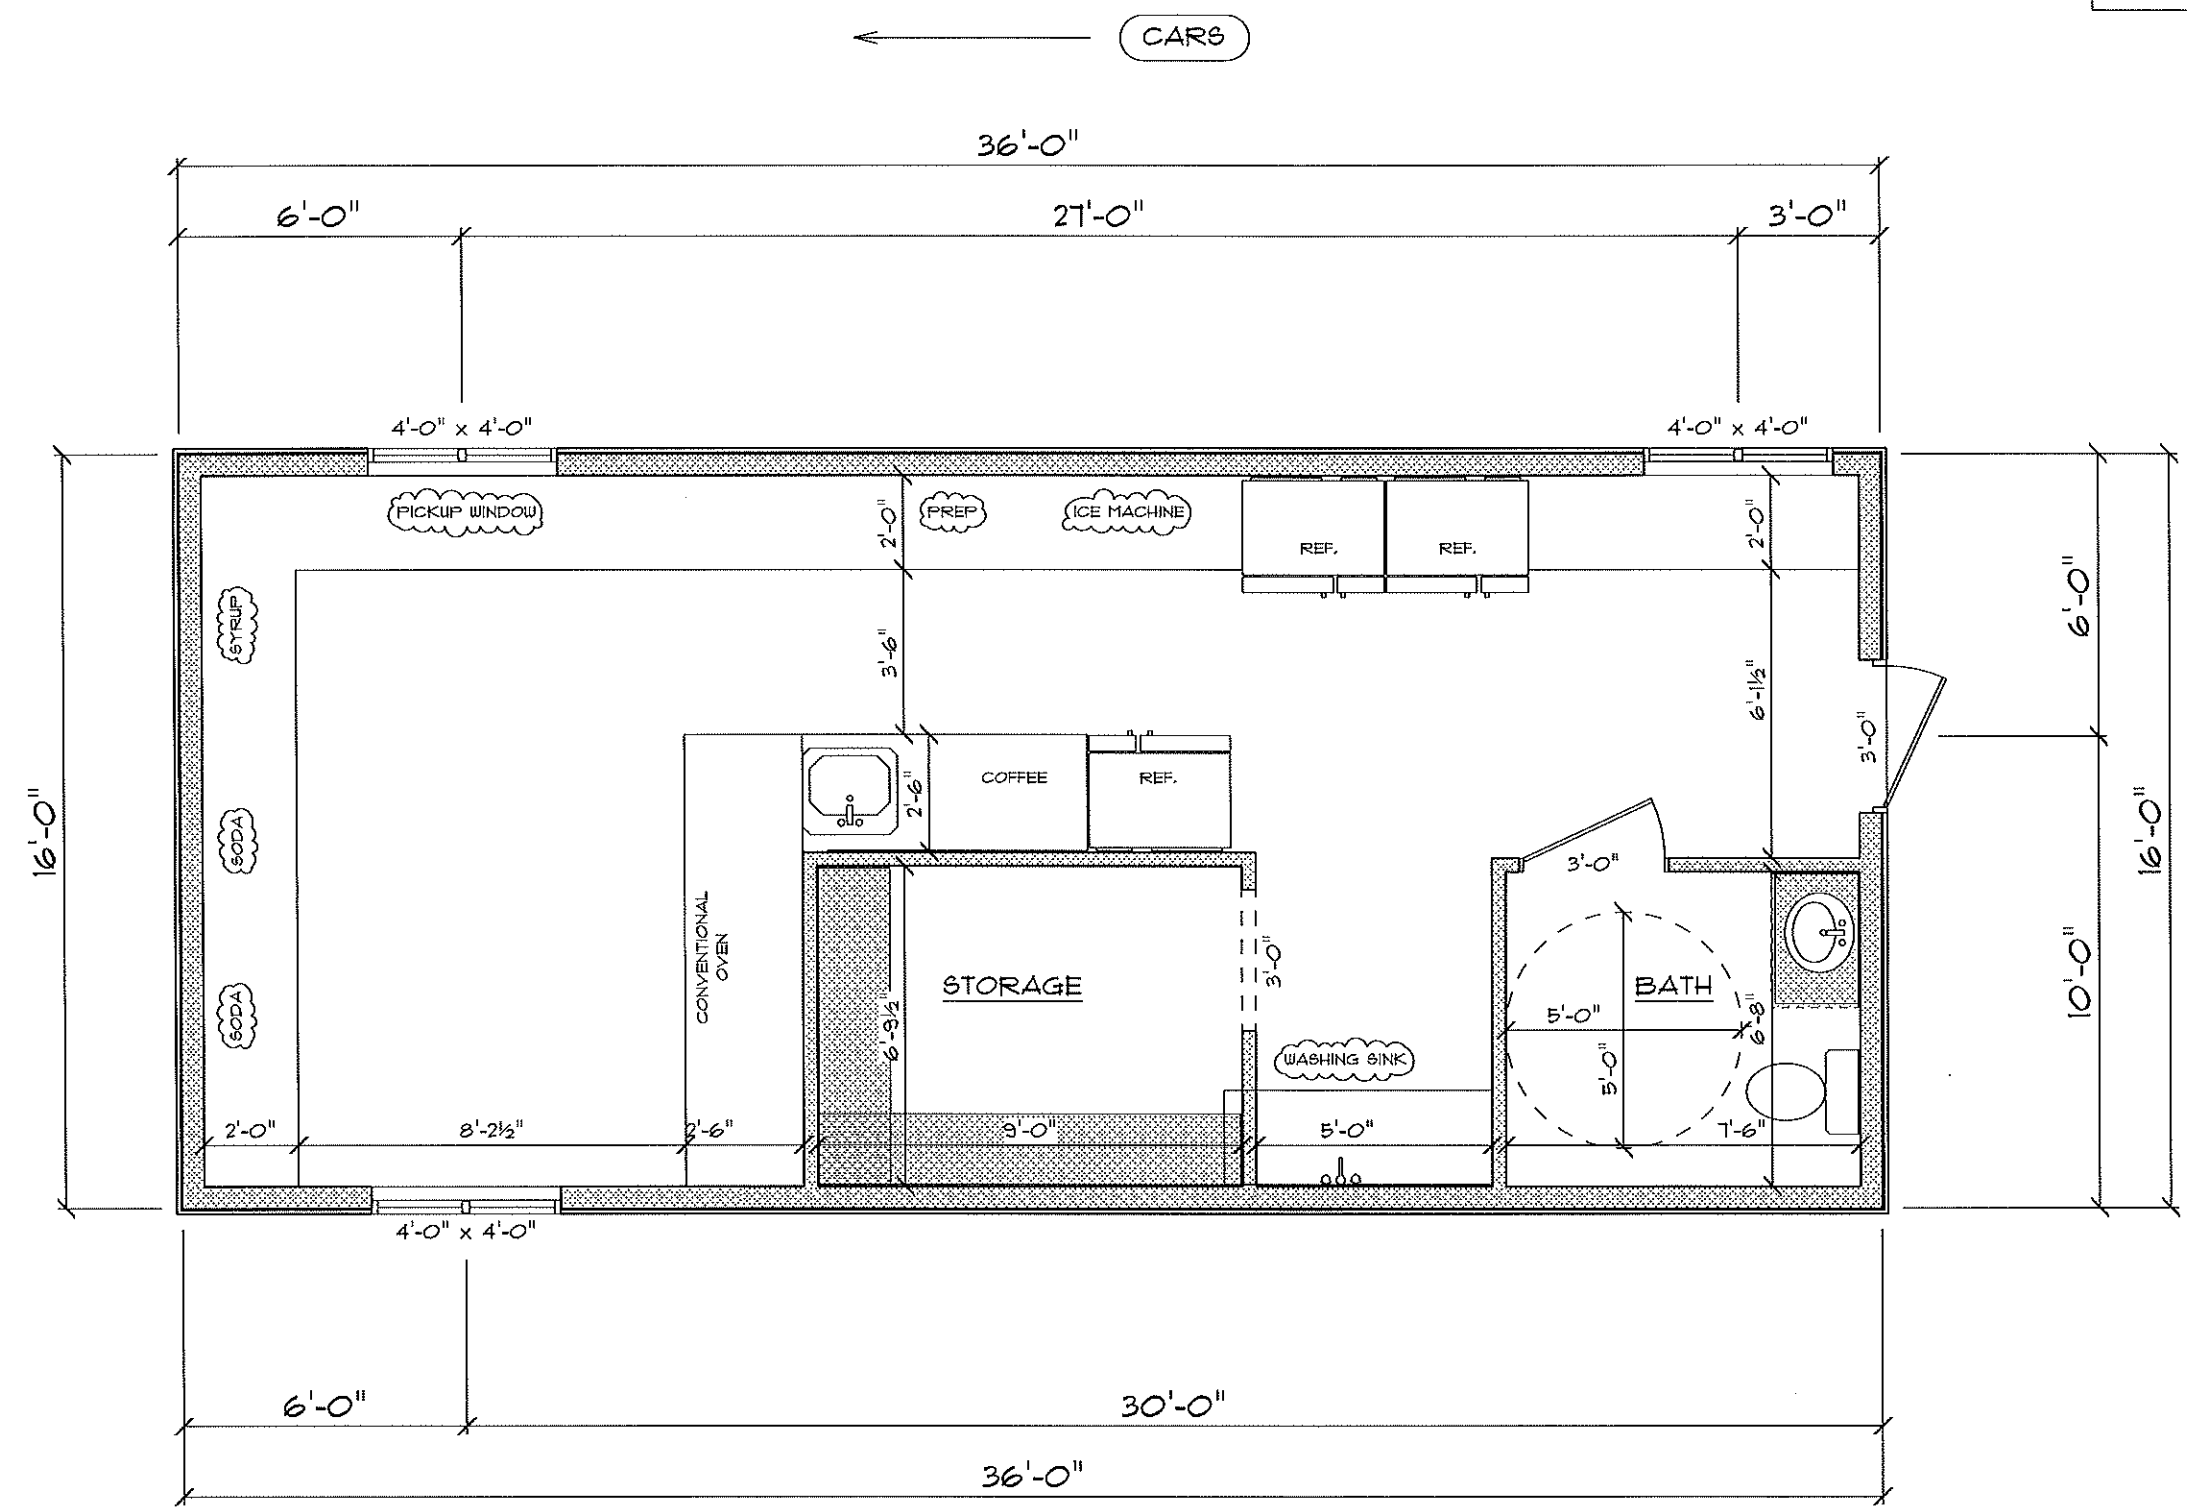 CARS
36'-0"
6'-0"
27'-0"
3'-0"
4'-0" x 4'-0"
4'-0" x 4'-0"
PICKUP WINDOW
PREP
ICE MACHINE
2'-0"
REF.
REF.
2'-0"
SYRUP
3'-6"
6'-1½"
3'-0"
6'-0"
16'-0"
SODA
2'-6"
COFFEE
REF.
3'-0"
16'-0"
CONVENTIONAL
OVEN
STORAGE
3'-0"
BATH
10'-0"
SODA
6'-9½"
5'-0"
6'-8"
WASHING SINK
5'-0"
2'-0"
8'-2½"
2'-6"
9'-0"
5'-0"
7'-6"
4'-0" x 4'-0"
6'-0"
30'-0"
36'-0"